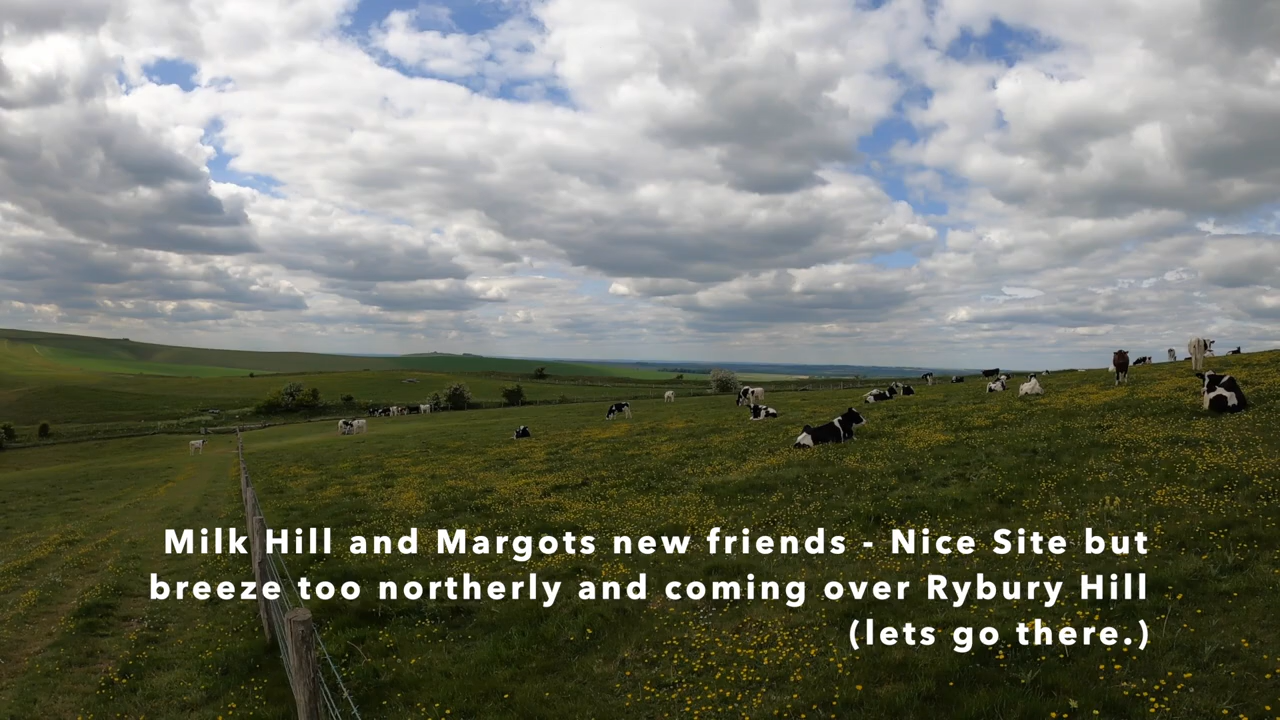 Milk Hill and Margots new friends - Nice Site but
breeze too northerly and coming over Rybury Hill
(lets go there.)